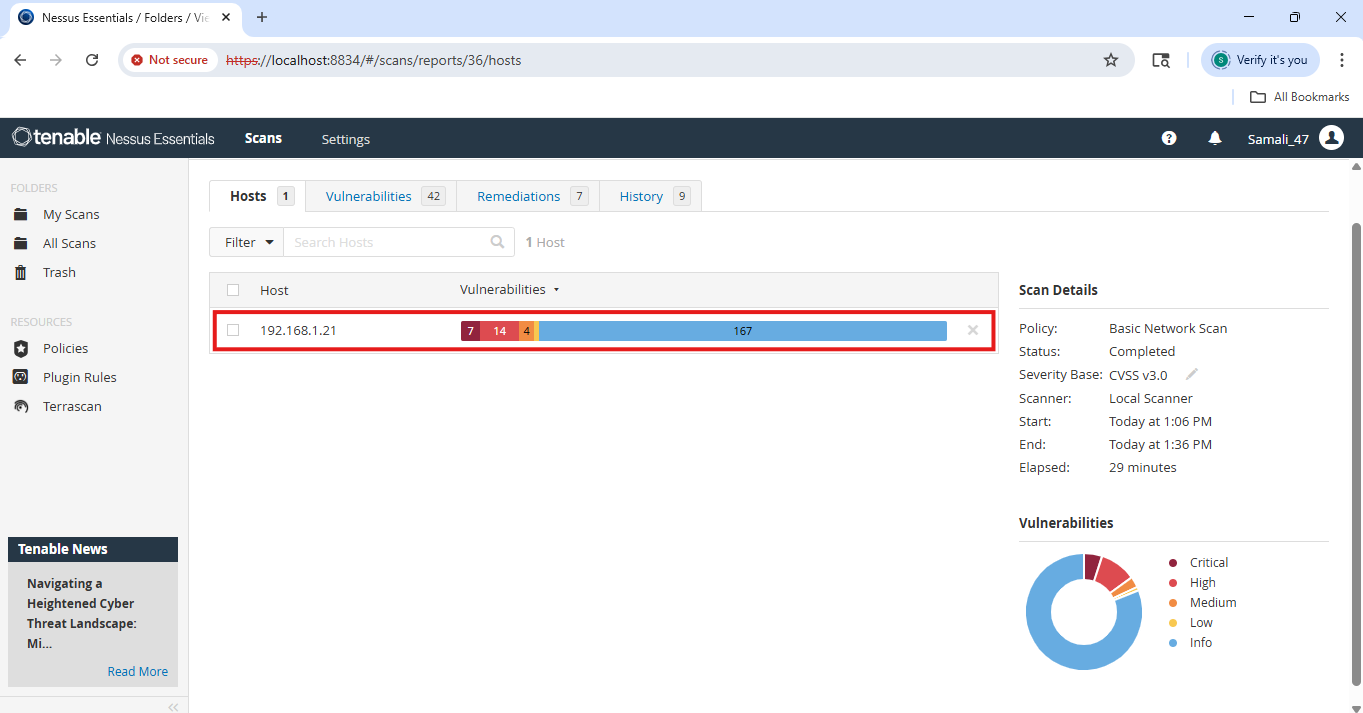 Nessus Essentials / Folders / Vie
Not secure https://localhost:8834/#/scans/reports/36/hosts
S Verify it's you
All Bookmarks
tenable Nessus Essentials Scans Settings
? Samali_47
FOLDERS
My Scans
All Scans
Trash
RESOURCES
Policies
Plugin Rules
Terrascan
Tenable News
Navigating a
Heightened Cyber
Threat Landscape:
Mi...
Read More
Hosts 1 Vulnerabilities 42 Remediations 7 History 9
Filter Search Hosts 1 Host
Host Vulnerabilities
192.168.1.21 7 14 4 167
Scan Details
Policy: Basic Network Scan
Status: Completed
Severity Base: CVSS v3.0
Scanner: Local Scanner
Start: Today at 1:06 PM
End: Today at 1:36 PM
Elapsed: 29 minutes
Vulnerabilities
Critical
High
Medium
Low
Info